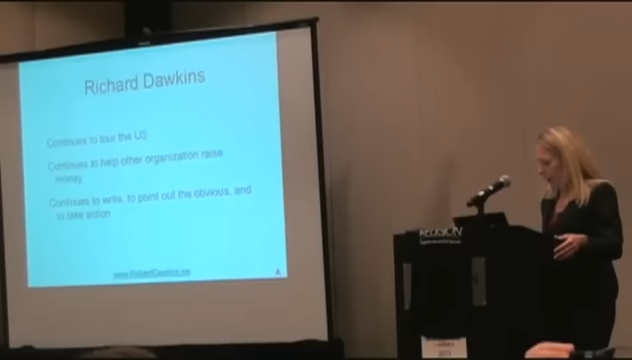 Richard Dawkins
Continues to tour the US
Continues to help other organization raise
money
Continues to write, to point out the obvious, and
to take action
www.RichardDawkins.net
A